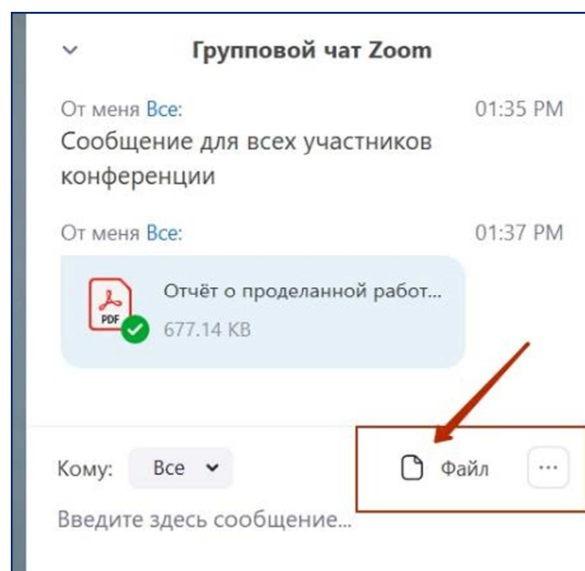 Групповой чат Zoom
От меня Все: 01:35 PM
Сообщение для всех участников
конференции
От меня Все: 01:37 PM
Отчёт о проделанной работ...
PDF
677.14 KB
Кому: Все Файл ...
Введите здесь сообщение...